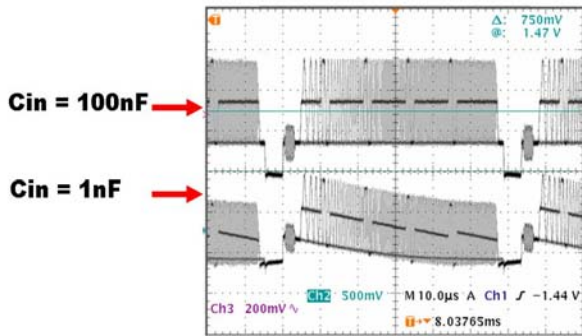 T
Δ: 750mV
@: 1.47 V
Cin = 100nF
Cin = 1nF
Ch2 500mV M 10.0µs A Ch1 ∫ −1.44 V
Ch3 200mV∿
T→▼ 8.03765ms